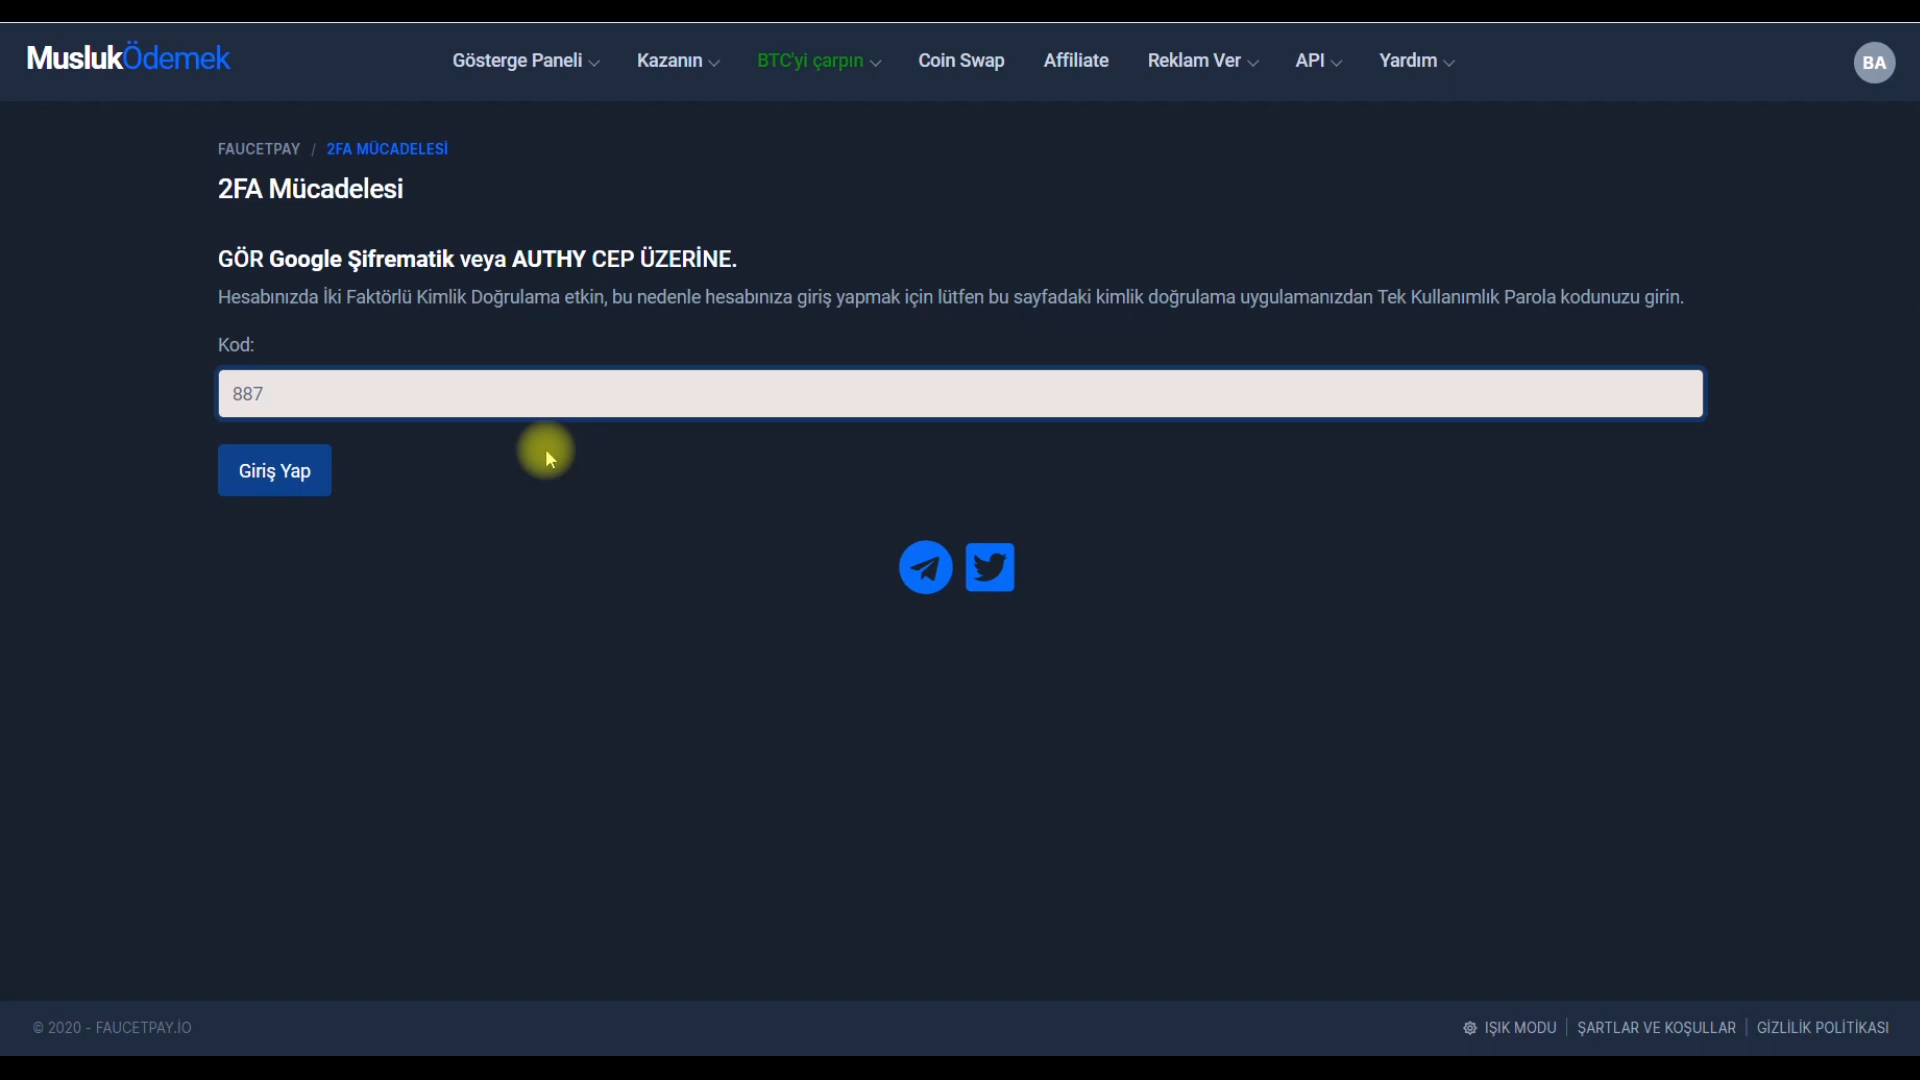 MuslukÖdemek
Gösterge Paneli
Kazanın
BTC'yi çarpın
Coin Swap
Affiliate
Reklam Ver
API
Yardım
BA
FAUCETPAY / 2FA MÜCADELESİ
2FA Mücadelesi
GÖR Google Şifrematik veya AUTHY CEP ÜZERİNE.
Hesabınızda İki Faktörlü Kimlik Doğrulama etkin, bu nedenle hesabınıza giriş yapmak için lütfen bu sayfadaki kimlik doğrulama uygulamanızdan Tek Kullanımlık Parola kodunuzu girin.
Kod:
887
Giriş Yap
© 2020 - FAUCETPAY.İO
IŞIK MODU
ŞARTLAR VE KOŞULLAR
GİZLİLİK POLİTİKASI